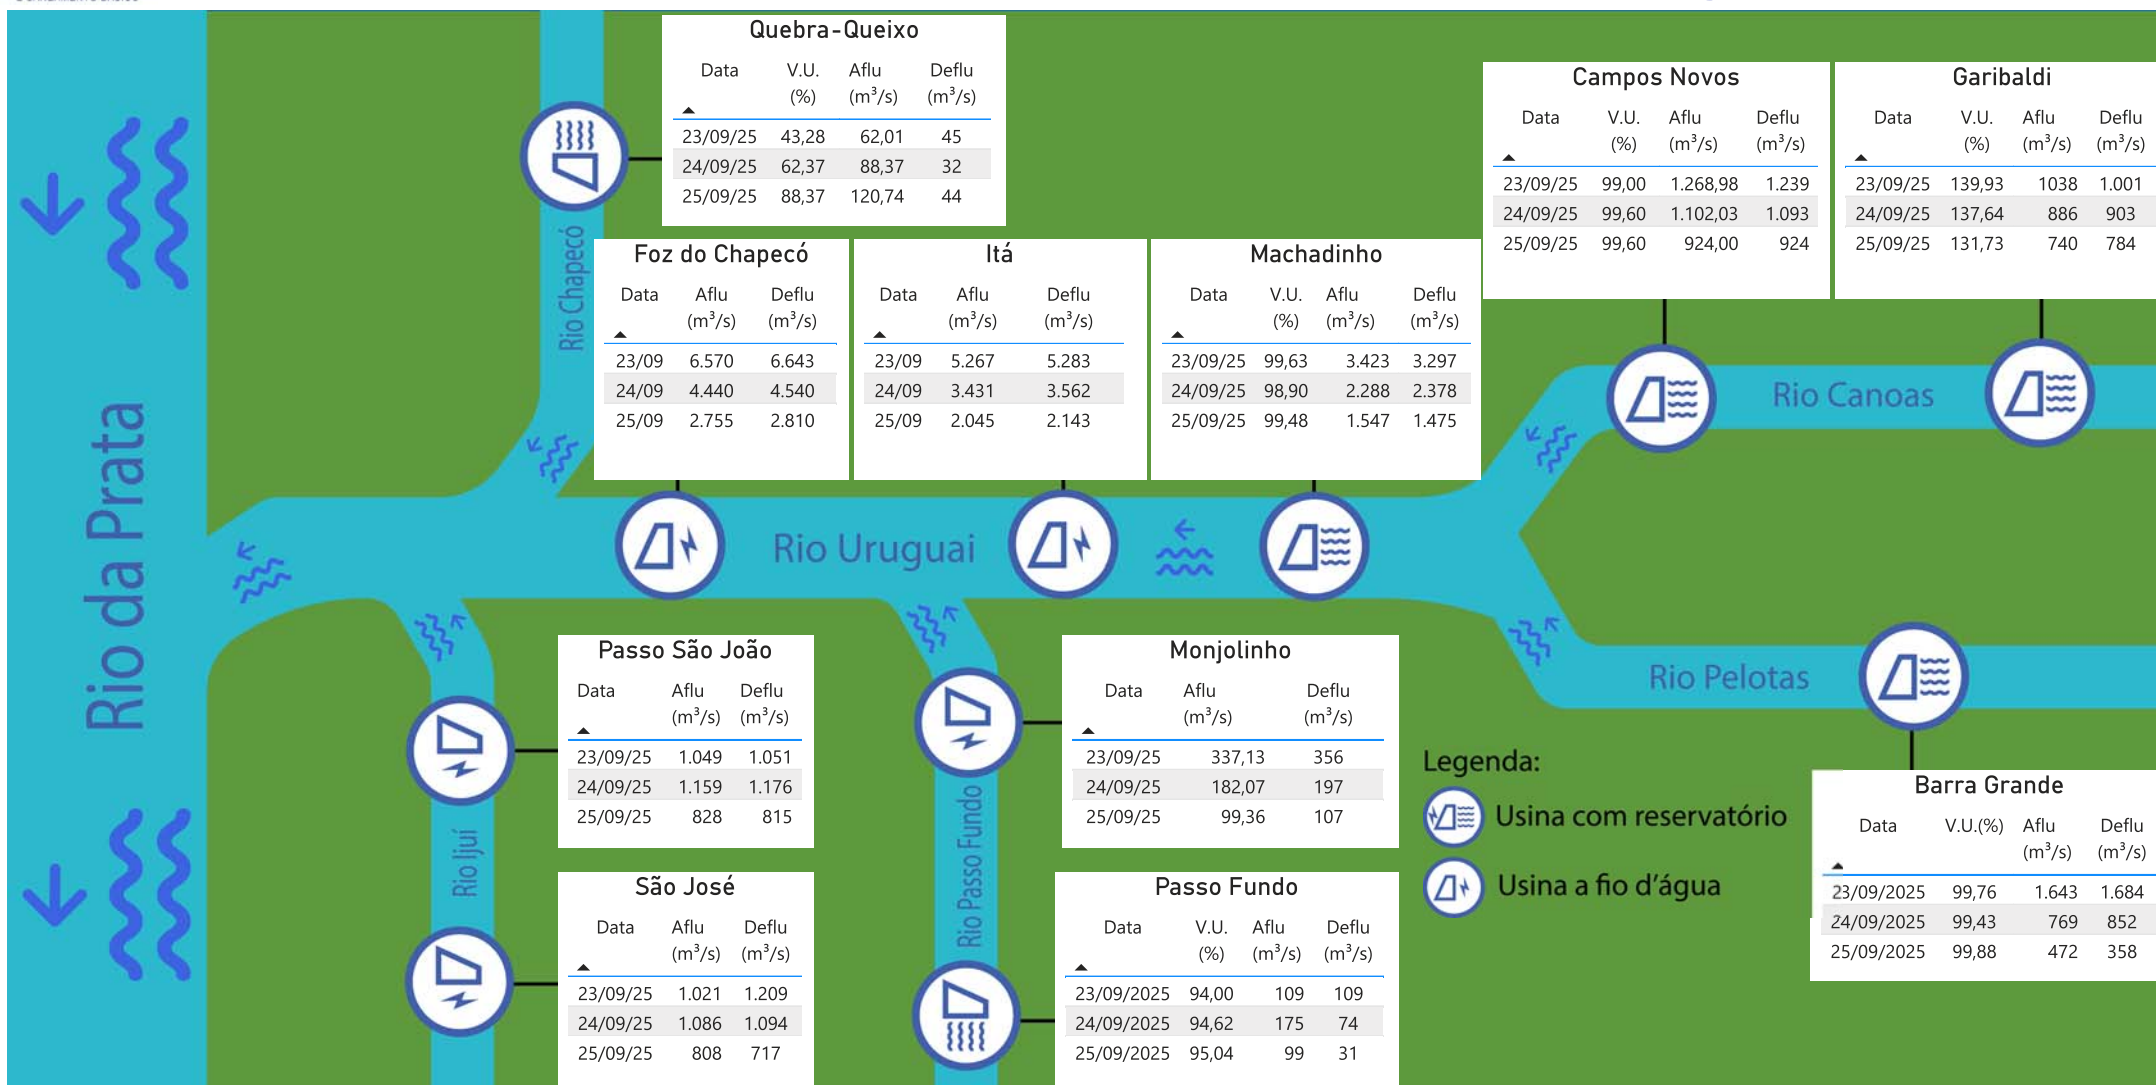 Quebra-Queixo
Data V.U. (%) Aflu (m³/s) Deflu (m³/s)
23/09/25 43,28 62,01 45
24/09/25 62,37 88,37 32
25/09/25 88,37 120,74 44
Campos Novos
Data V.U. (%) Aflu (m³/s) Deflu (m³/s)
23/09/25 99,00 1.268,98 1.239
24/09/25 99,60 1.102,03 1.093
25/09/25 99,60 924,00 924
Garibaldi
Data V.U. (%) Aflu (m³/s) Deflu (m³/s)
23/09/25 139,93 1038 1.001
24/09/25 137,64 886 903
25/09/25 131,73 740 784
Foz do Chapecó
Data Aflu (m³/s) Deflu (m³/s)
23/09 6.570 6.643
24/09 4.440 4.540
25/09 2.755 2.810
Itá
Data Aflu (m³/s) Deflu (m³/s)
23/09 5.267 5.283
24/09 3.431 3.562
25/09 2.045 2.143
Machadinho
Data V.U. (%) Aflu (m³/s) Deflu (m³/s)
23/09/25 99,63 3.423 3.297
24/09/25 98,90 2.288 2.378
25/09/25 99,48 1.547 1.475
Rio Chapecó
Rio Canoas
Rio da Prata
Rio Uruguai
Rio Pelotas
Passo São João
Data Aflu (m³/s) Deflu (m³/s)
23/09/25 1.049 1.051
24/09/25 1.159 1.176
25/09/25 828 815
Monjolinho
Data Aflu (m³/s) Deflu (m³/s)
23/09/25 337,13 356
24/09/25 182,07 197
25/09/25 99,36 107
Legenda:
Usina com reservatório
Usina a fio d'água
Barra Grande
Data V.U.(%) Aflu (m³/s) Deflu (m³/s)
23/09/2025 99,76 1.643 1.684
24/09/2025 99,43 769 852
25/09/2025 99,88 472 358
Rio Ijuí
Rio Passo Fundo
São José
Data Aflu (m³/s) Deflu (m³/s)
23/09/25 1.021 1.209
24/09/25 1.086 1.094
25/09/25 808 717
Passo Fundo
Data V.U. (%) Aflu (m³/s) Deflu (m³/s)
23/09/2025 94,00 109 109
24/09/2025 94,62 175 74
25/09/2025 95,04 99 31